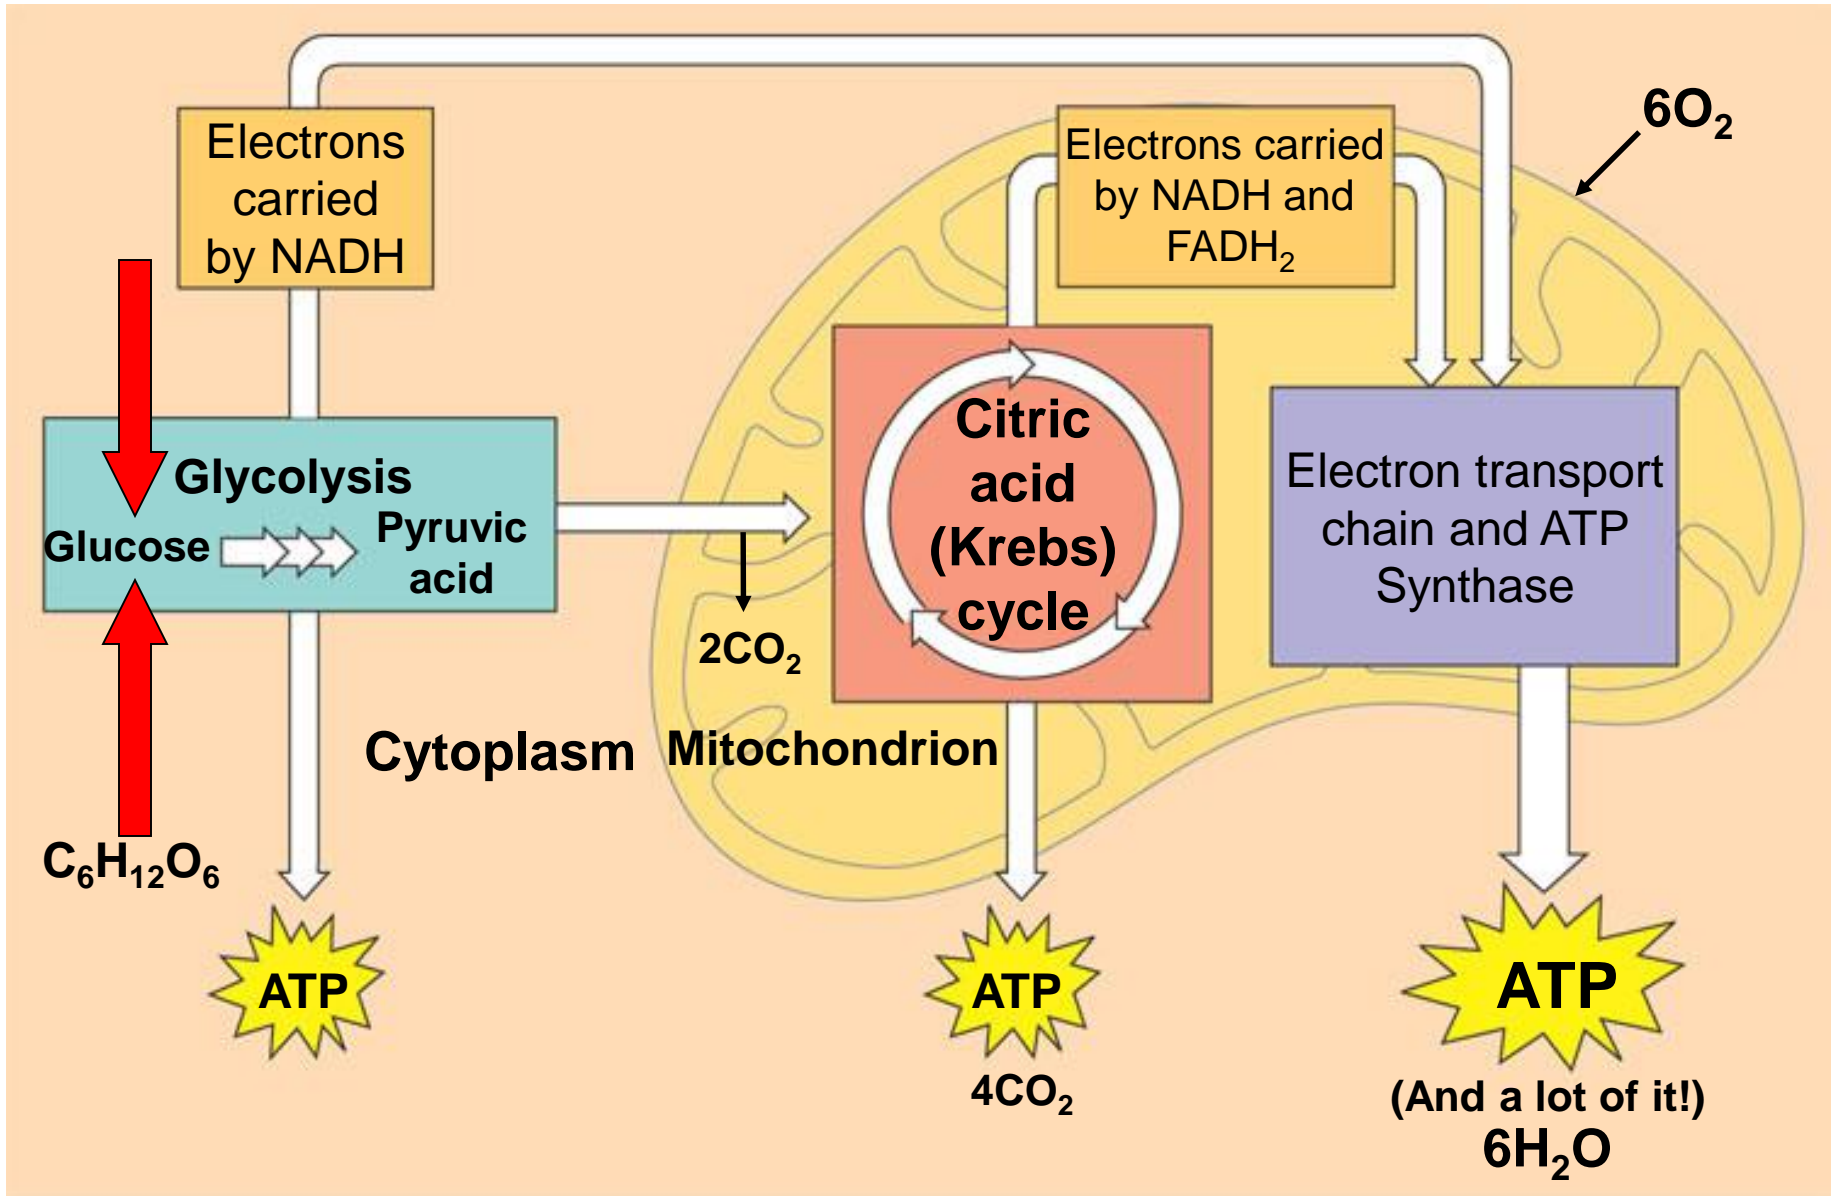 Electrons
carried
by NADH
Electrons carried
by NADH and
FADH₂
6O₂
Glycolysis
Glucose
Pyruvic
acid
Citric
acid
(Krebs)
cycle
Electron transport
chain and ATP
Synthase
2CO₂
Cytoplasm
Mitochondrion
C₆H₁₂O₆
ATP
ATP
4CO₂
ATP
(And a lot of it!)
6H₂O